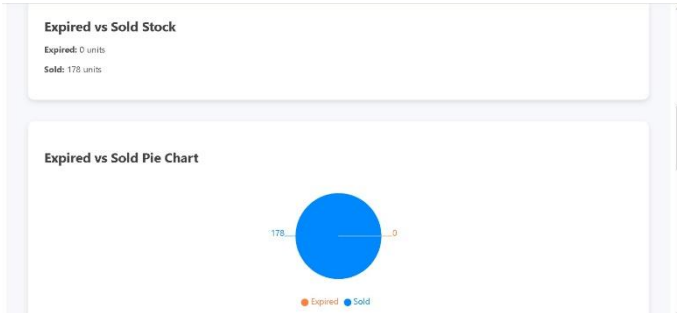 Expired vs Sold Stock
Expired: 0 units
Sold: 178 units
Expired vs Sold Pie Chart
178 0
Expired Sold